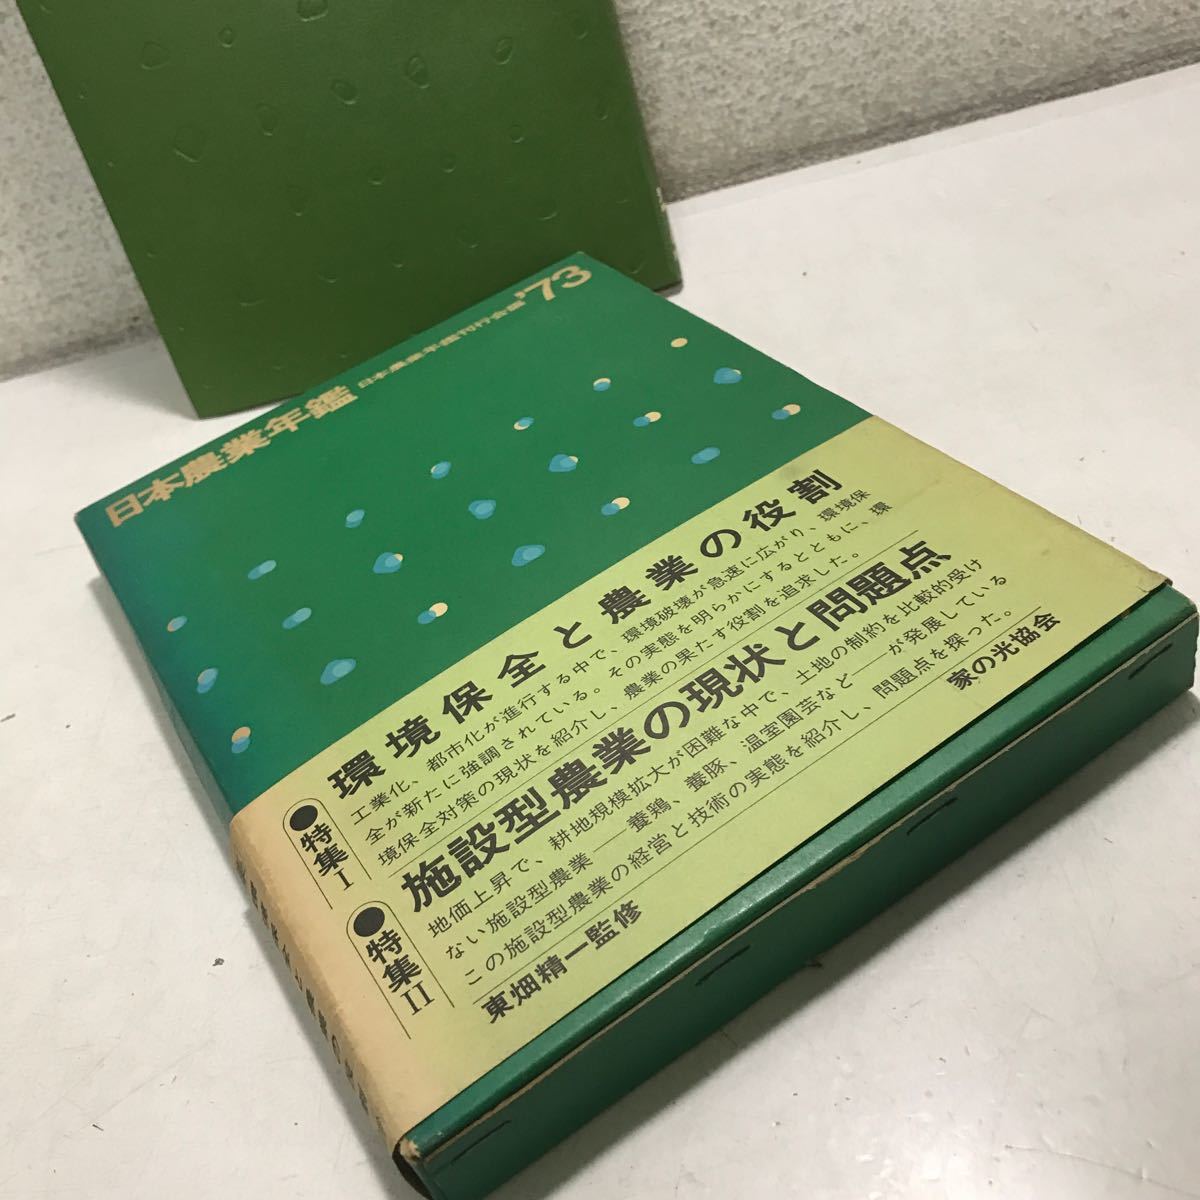 日本農業年鑑 日本農業年鑑刊行会編 '73
●特集I
環境保全と農業の役割
工業化、都市化が進行する中で、環境破壊が急速に広がり、環境保
全が新たに強調されている。その実態を明らかにするとともに、環
境保全対策の現状を紹介し、農業の果たす役割を追求した。
●特集II
施設型農業の現状と問題点
地価上昇で、耕地規模拡大が困難な中で、土地の制約を比較的受け
ない施設型農業――養鶏、養豚、温室園芸など――が発展している
この施設型農業の経営と技術の実態を紹介し、問題点を探った。
東畑精一監修
家の光協会